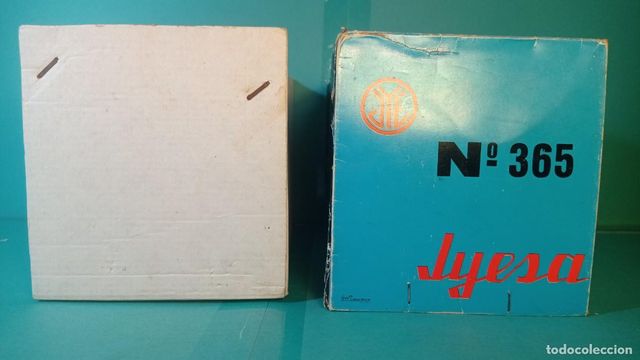 Nº 365
Jyesa
todocoleccion